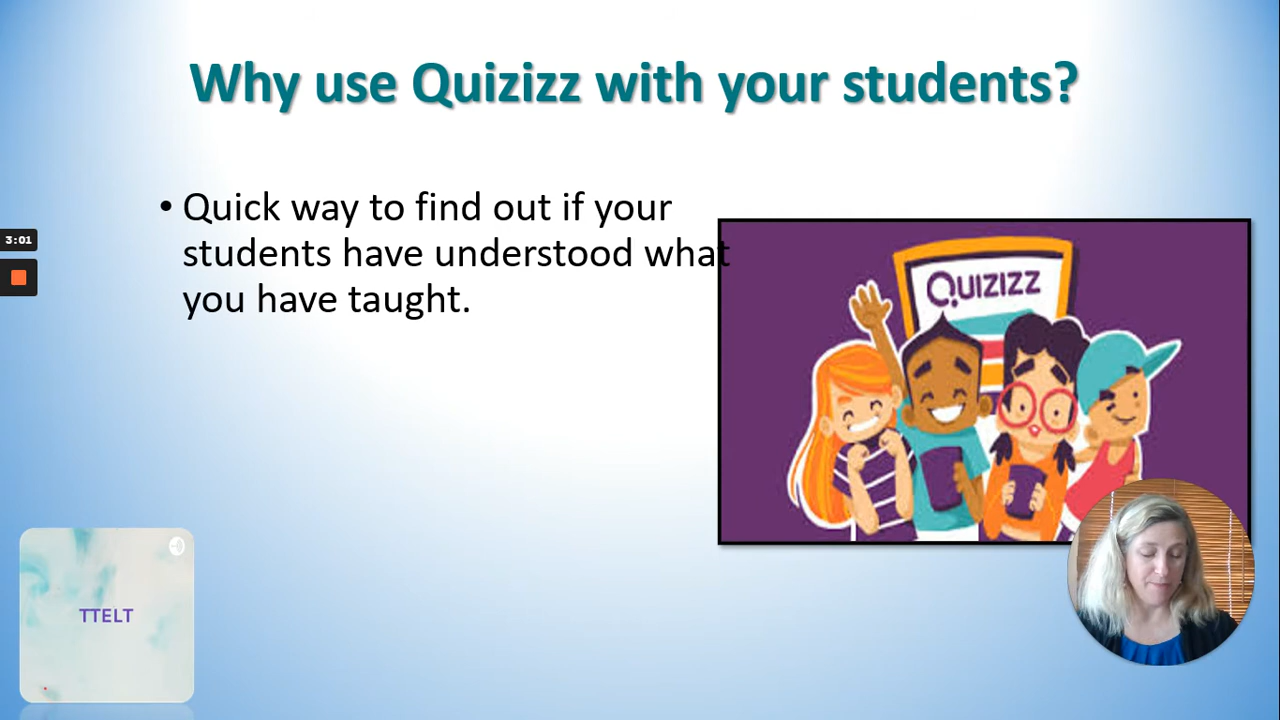 Why use Quizizz with your students?
• Quick way to find out if your
students have understood what
you have taught.
3:01
QUIZIZZ
TTELT